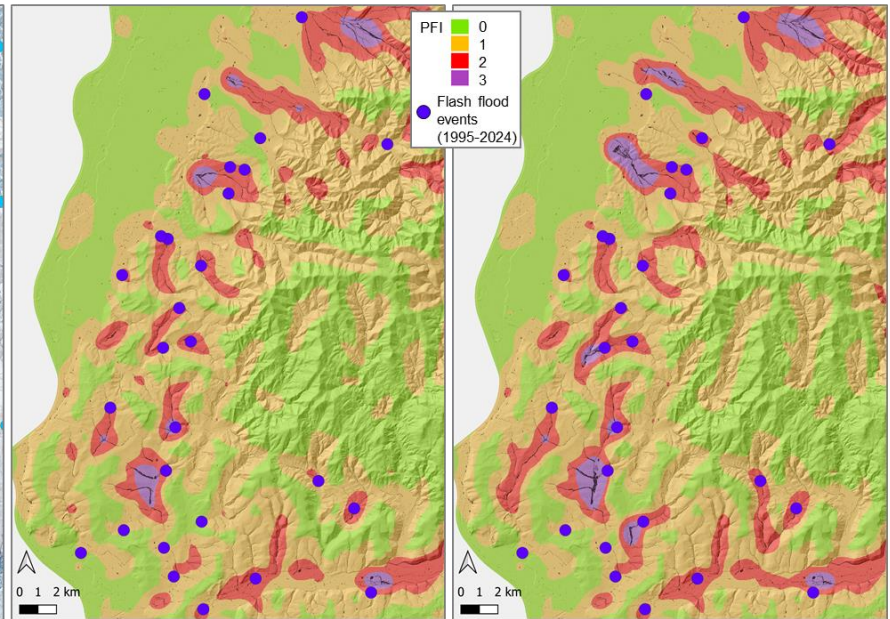 PFI 0
1
2
3
Flash flood
events
(1995-2024)
0 1 2 km
0 1 2 km